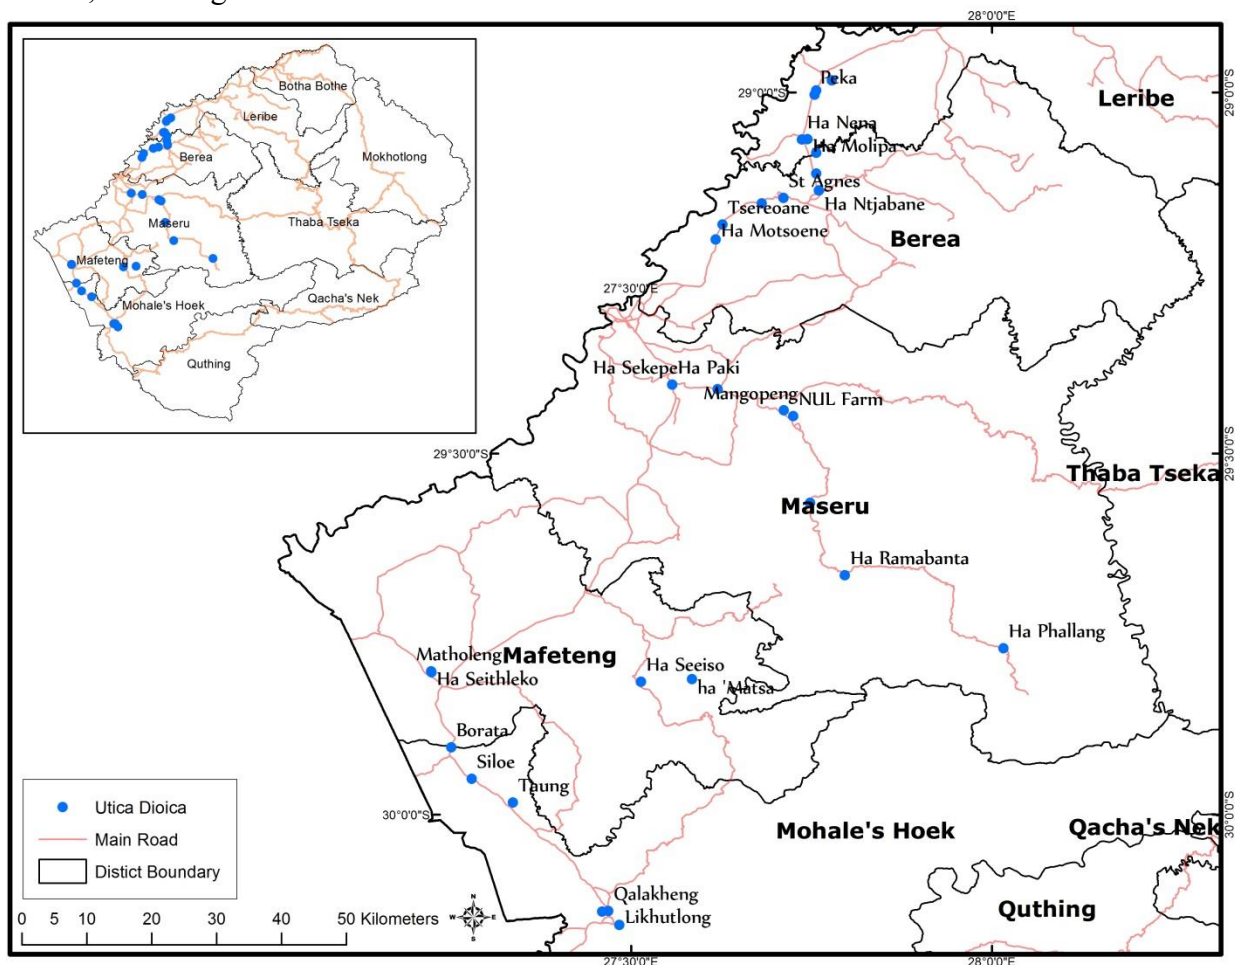 28°0'0"E
Botha Bothe
Leribe
Berea
Mokhotlong
Maseru
Thaba Tseka
Mafeteng
Mohale's Hoek
Qacha's Nek
Quthing
Peka
29°0'0"S
29°0'0"S
Leribe
Ha Nena
Ha Molipa
St Agnes
Ha Ntjabane
Tsereoane
Ha Motsoene
Berea
27°30'0"E
Ha Sekepe
Ha Paki
Mangopeng
NUL Farm
29°30'0"S
29°30'0"S
Thaba Tseka
Maseru
Ha Ramabanta
Ha Phallang
Matholeng
Mafeteng
Ha Seithleko
Ha Seeiso
ha 'Matsa
Borata
Siloe
Taung
30°0'0"S
30°0'0"S
Mohale's Hoek
Qacha's Nek
Quthing
Qalakheng
Likhutlong
Utica Dioica
Main Road
Distict Boundary
0 5 10 20 30 40 50 Kilometers
N
W E
S
27°30'0"E
28°0'0"E